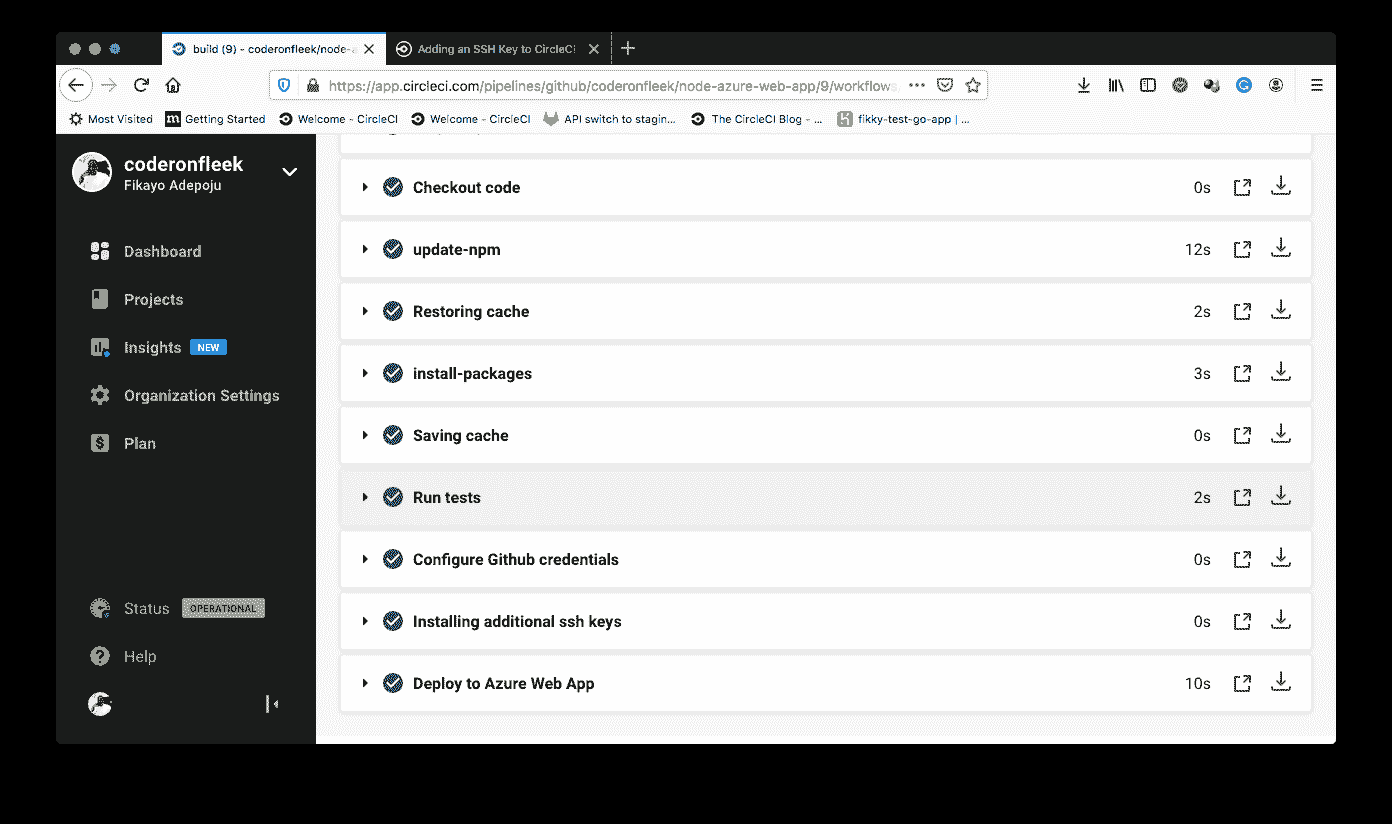 build (9) - coderonfleek/node-a
Adding an SSH Key to CircleCI
https://app.circleci.com/pipelines/github/coderonfleek/node-azure-web-app/9/workflows
Most Visited
Getting Started
Welcome - CircleCI
Welcome - CircleCI
API switch to stagin...
The CircleCI Blog - ...
fikky-test-go-app | ...
coderonfleek
Fikayo Adepoju
Dashboard
Projects
Insights NEW
Organization Settings
Plan
Status OPERATIONAL
Help
Checkout code 0s
update-npm 12s
Restoring cache 2s
install-packages 3s
Saving cache 0s
Run tests 2s
Configure Github credentials 0s
Installing additional ssh keys 0s
Deploy to Azure Web App 10s